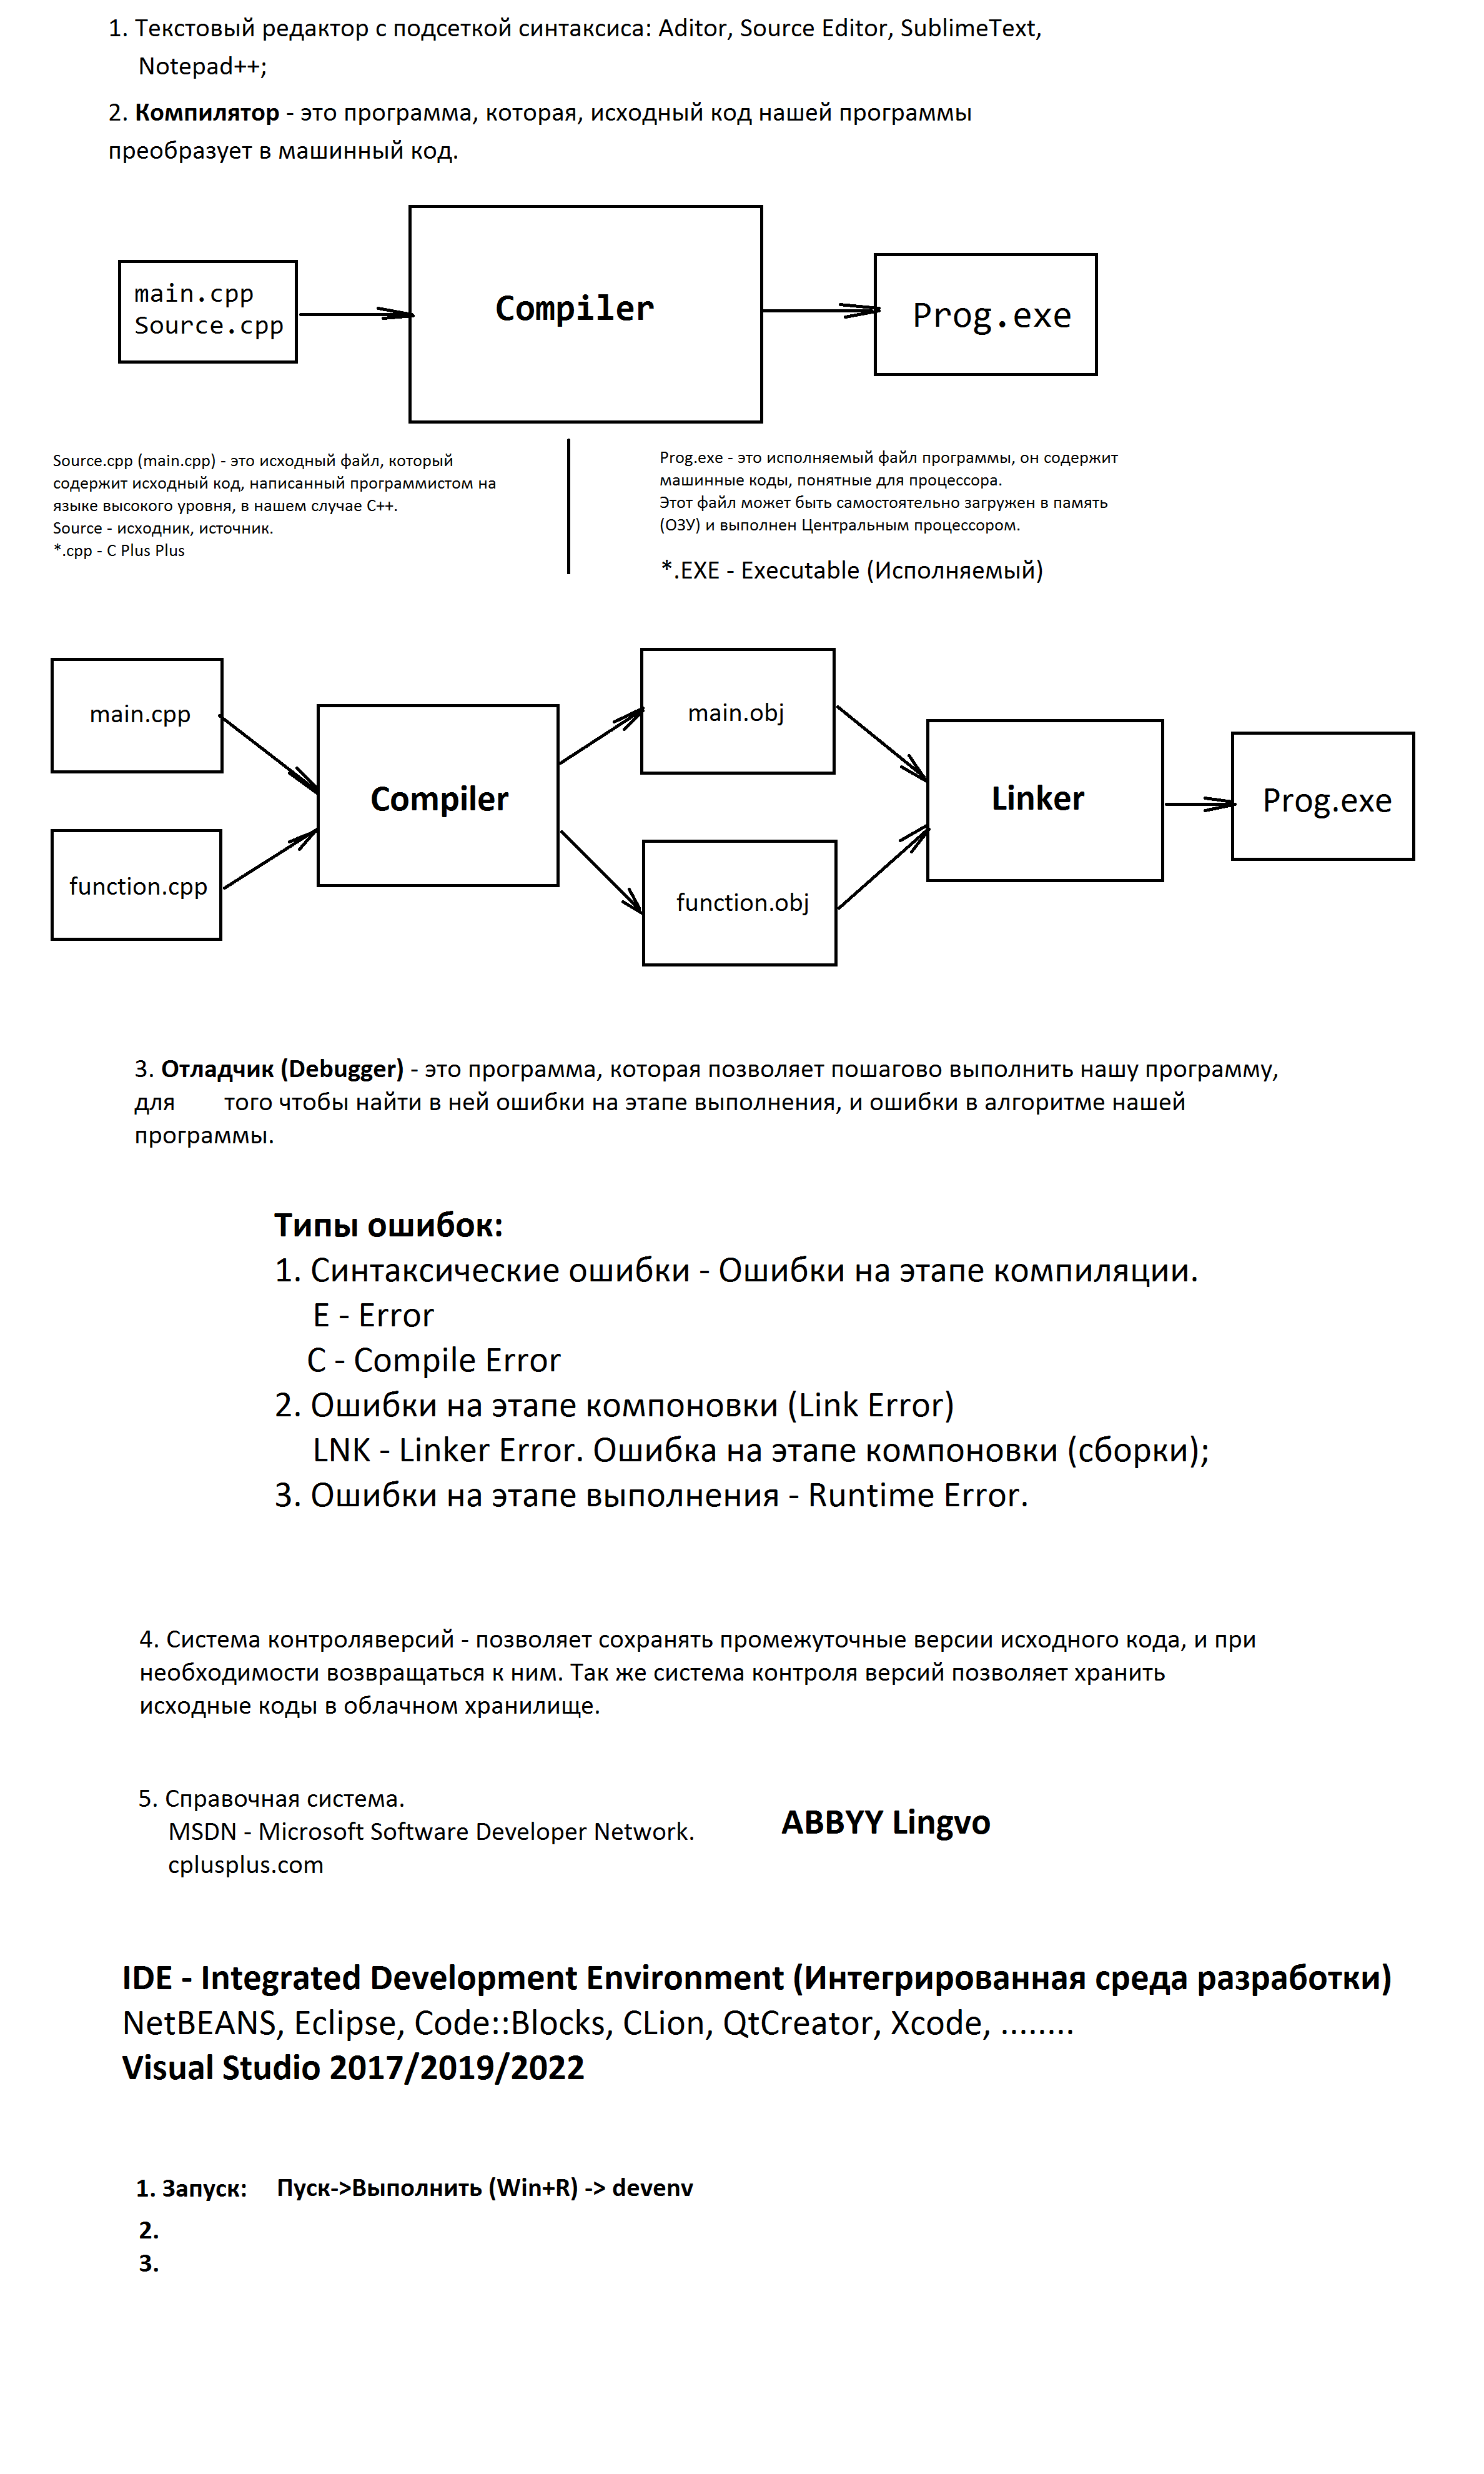 1. Текстовый редактор с подсеткой синтаксиса: Aditor, Source Editor, SublimeText,
Notepad++;
2. Компилятор - это программа, которая, исходный код нашей программы
преобразует в машинный код.
main.cpp
Source.cpp
Compiler
Prog.exe
Source.cpp (main.cpp) - это исходный файл, который
содержит исходный код, написанный программистом на
языке высокого уровня, в нашем случае C++.
Source - исходник, источник.
*.cpp - C Plus Plus
Prog.exe - это исполняемый файл программы, он содержит
машинные коды, понятные для процессора.
Этот файл может быть самостоятельно загружен в память
(ОЗУ) и выполнен Центральным процессором.
*.EXE - Executable (Исполняемый)
main.cpp
function.cpp
Compiler
main.obj
function.obj
Linker
Prog.exe
3. Отладчик (Debugger) - это программа, которая позволяет пошагово выполнить нашу программу,
для того чтобы найти в ней ошибки на этапе выполнения, и ошибки в алгоритме нашей
программы.
Типы ошибок:
1. Синтаксические ошибки - Ошибки на этапе компиляции.
E - Error
C - Compile Error
2. Ошибки на этапе компоновки (Link Error)
LNK - Linker Error. Ошибка на этапе компоновки (сборки);
3. Ошибки на этапе выполнения - Runtime Error.
4. Система контроляверсий - позволяет сохранять промежуточные версии исходного кода, и при
необходимости возвращаться к ним. Так же система контроля версий позволяет хранить
исходные коды в облачном хранилище.
5. Справочная система.
MSDN - Microsoft Software Developer Network.
cplusplus.com
ABBYY Lingvo
IDE - Integrated Development Environment (Интегрированная среда разработки)
NetBEANS, Eclipse, Code::Blocks, CLion, QtCreator, Xcode, ........
Visual Studio 2017/2019/2022
1. Запуск: Пуск->Выполнить (Win+R) -> devenv
2.
3.